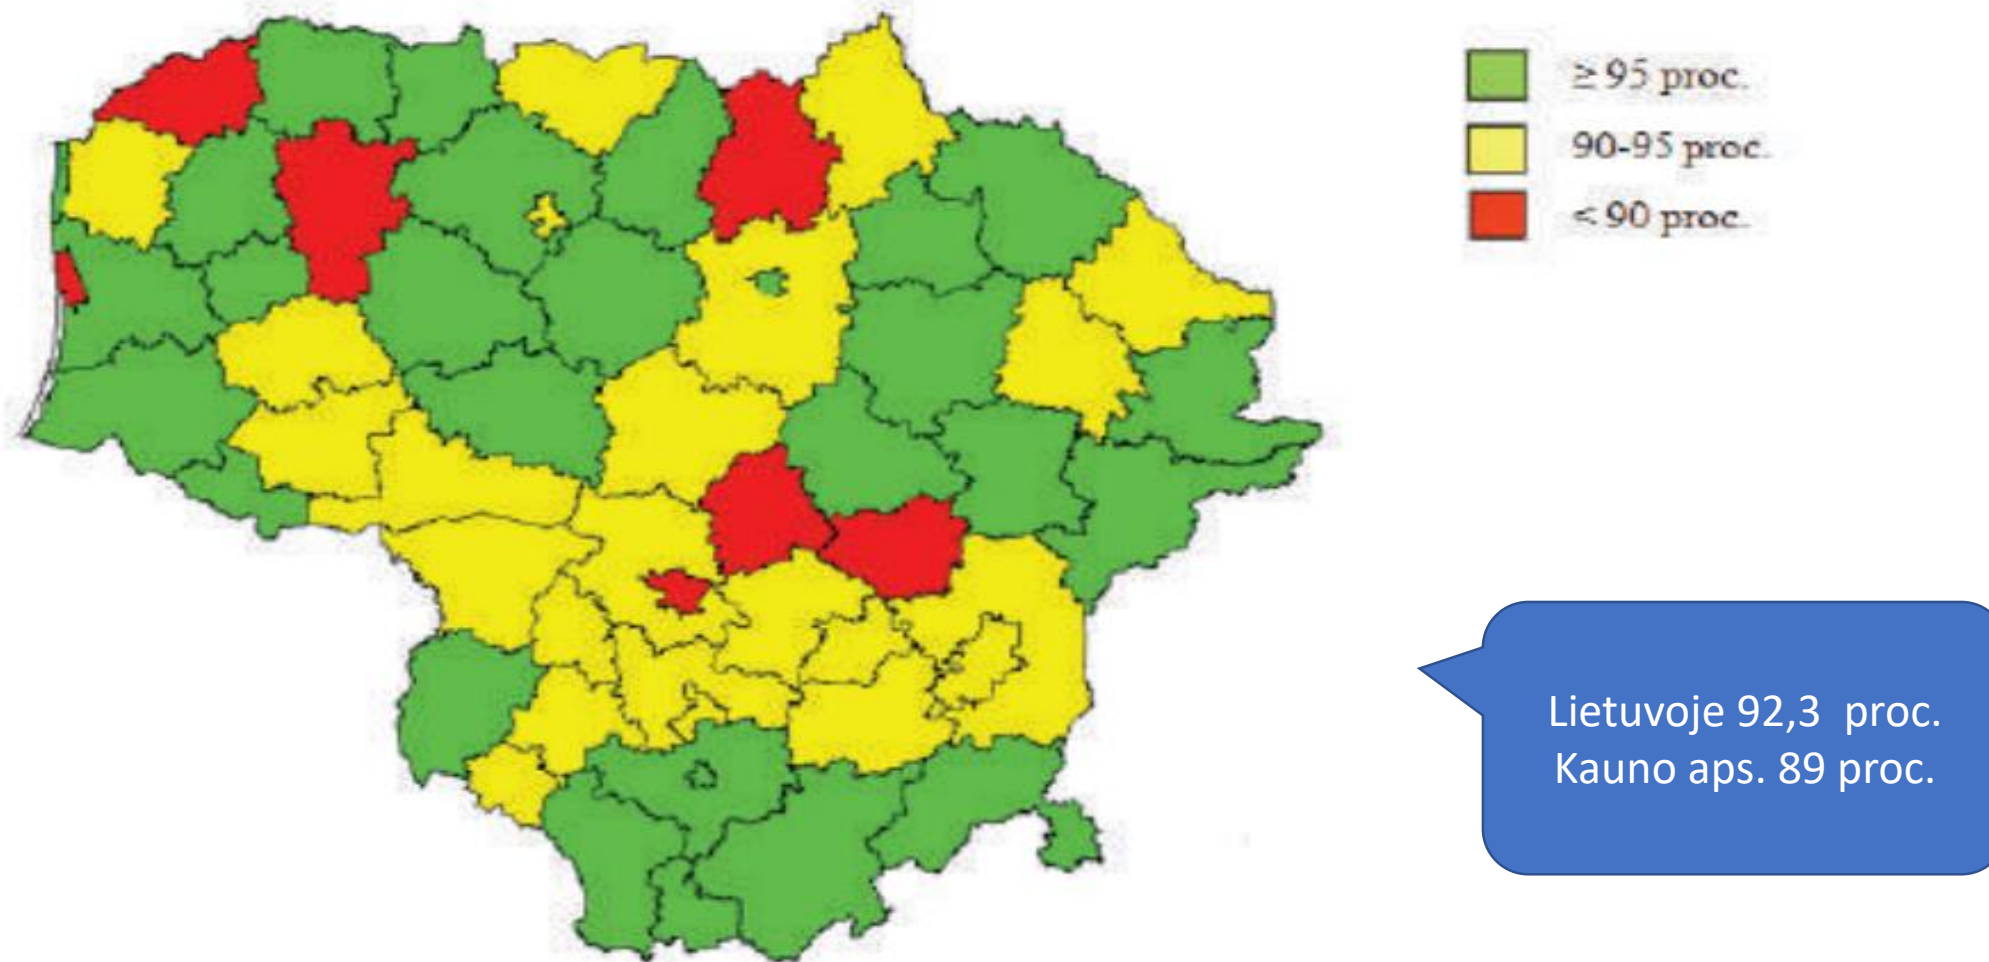 ≥ 95 proc.
90-95 proc.
< 90 proc.
Lietuvoje 92,3 proc.
Kauno aps. 89 proc.